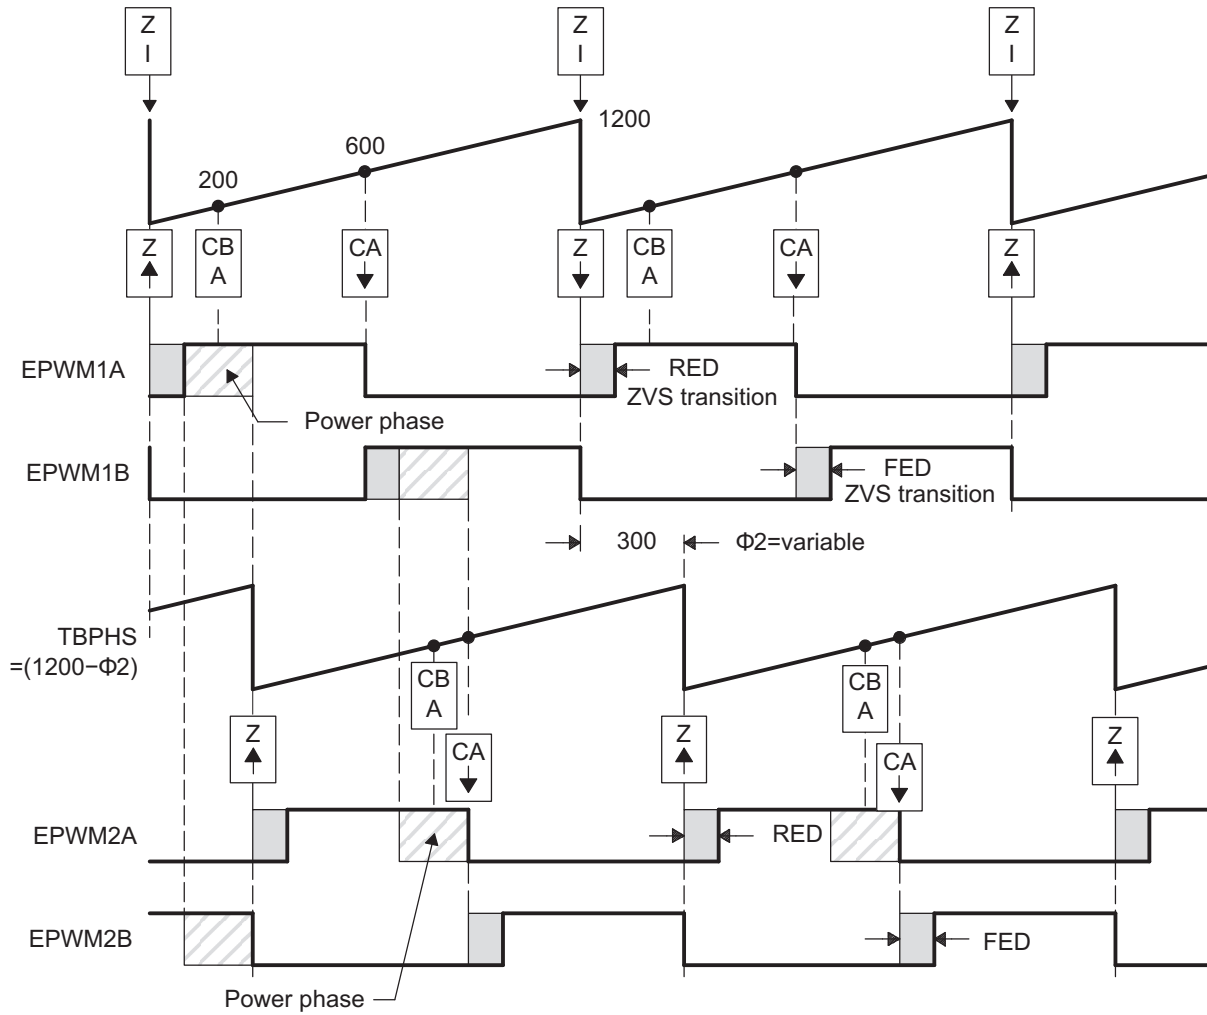 Z
I
Z
I
Z
I
1200
600
200
Z
CB
A
CA
Z
CB
A
CA
Z
EPWM1A
RED
ZVS transition
Power phase
EPWM1B
FED
ZVS transition
300
Φ2=variable
TBPHS
=(1200−Φ2)
CB
A
CB
A
Z
CA
Z
CA
Z
EPWM2A
RED
EPWM2B
FED
Power phase